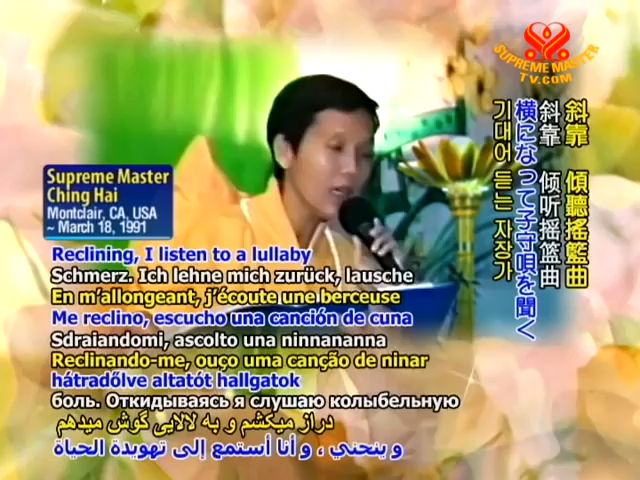 SUPREME MASTER
TV.COM
Supreme Master
Ching Hai
Montclair, CA, USA
~ March 18, 1991
Reclining, I listen to a lullaby
Schmerz. Ich lehne mich zurück, lausche
En m'allongeant, j'écoute une berceuse
Me reclino, escucho una canción de cuna
Sdraiandomi, ascolto una ninnananna
Reclinando-me, ouço uma canção de ninar
hátradőlve altatót hallgatok
боль. Откидываясь я слушаю колыбельную
دراز میکشم و به لالایی گوش میدهم
و ينحني ، و أنا أستمع إلى تهويدة الحياة
斜靠 傾聽搖籃曲
斜靠 倾听摇篮曲
横になって子守唄を聞く
기대어 듣는 자장가